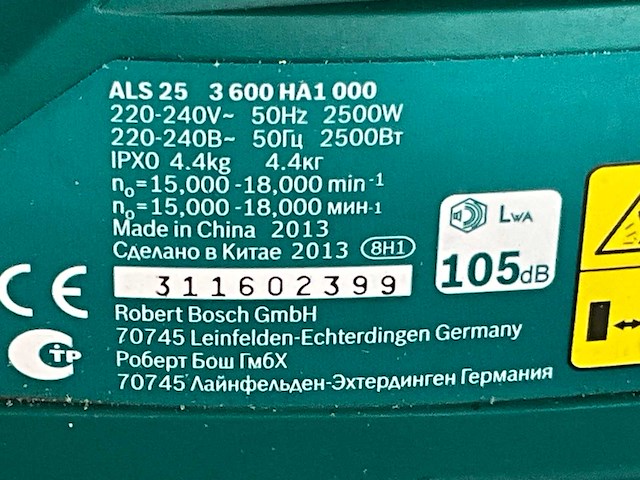 ALS 25 3 600 HA1 000
220-240V~ 50Hz 2500W
220-240В~ 50Гц 2500Вт
IPX0 4.4kg 4.4кг
n₀=15,000-18,000 min-1
n₀=15,000-18,000 мин-1
Made in China 2013
Сделано в Китае 2013 8H1
311602399
Robert Bosch GmbH
70745 Leinfelden-Echterdingen Germany
Роберт Бош ГмбХ
70745 Лайнфельден-Эхтердинген Германия
CE
СТР
LWA
105dB